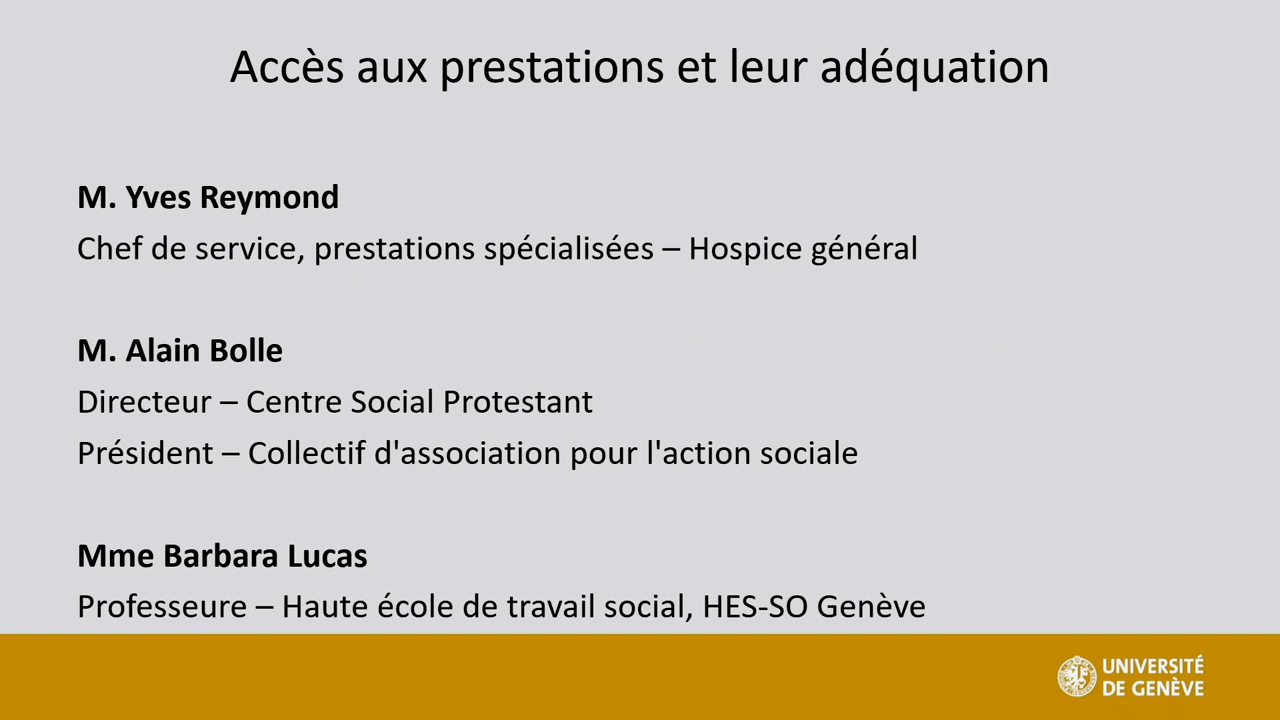 Accès aux prestations et leur adéquation
M. Yves Reymond
Chef de service, prestations spécialisées – Hospice général
M. Alain Bolle
Directeur – Centre Social Protestant
Président – Collectif d'association pour l'action sociale
Mme Barbara Lucas
Professeure – Haute école de travail social, HES-SO Genève
UNIVERSITÉ
DE GENÈVE